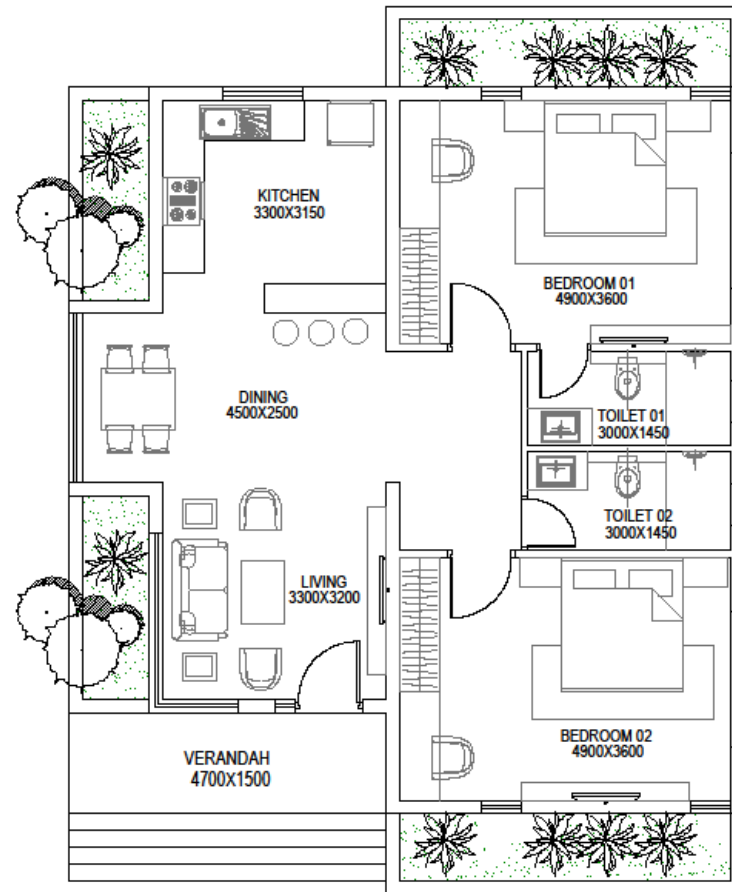 KITCHEN
3300X3150
BEDROOM 01
4900X3600
DINING
4500X2500
TOILET 01
3000X1450
TOILET 02
3000X1450
LIVING
3300X3200
BEDROOM 02
4900X3600
VERANDAH
4700X1500